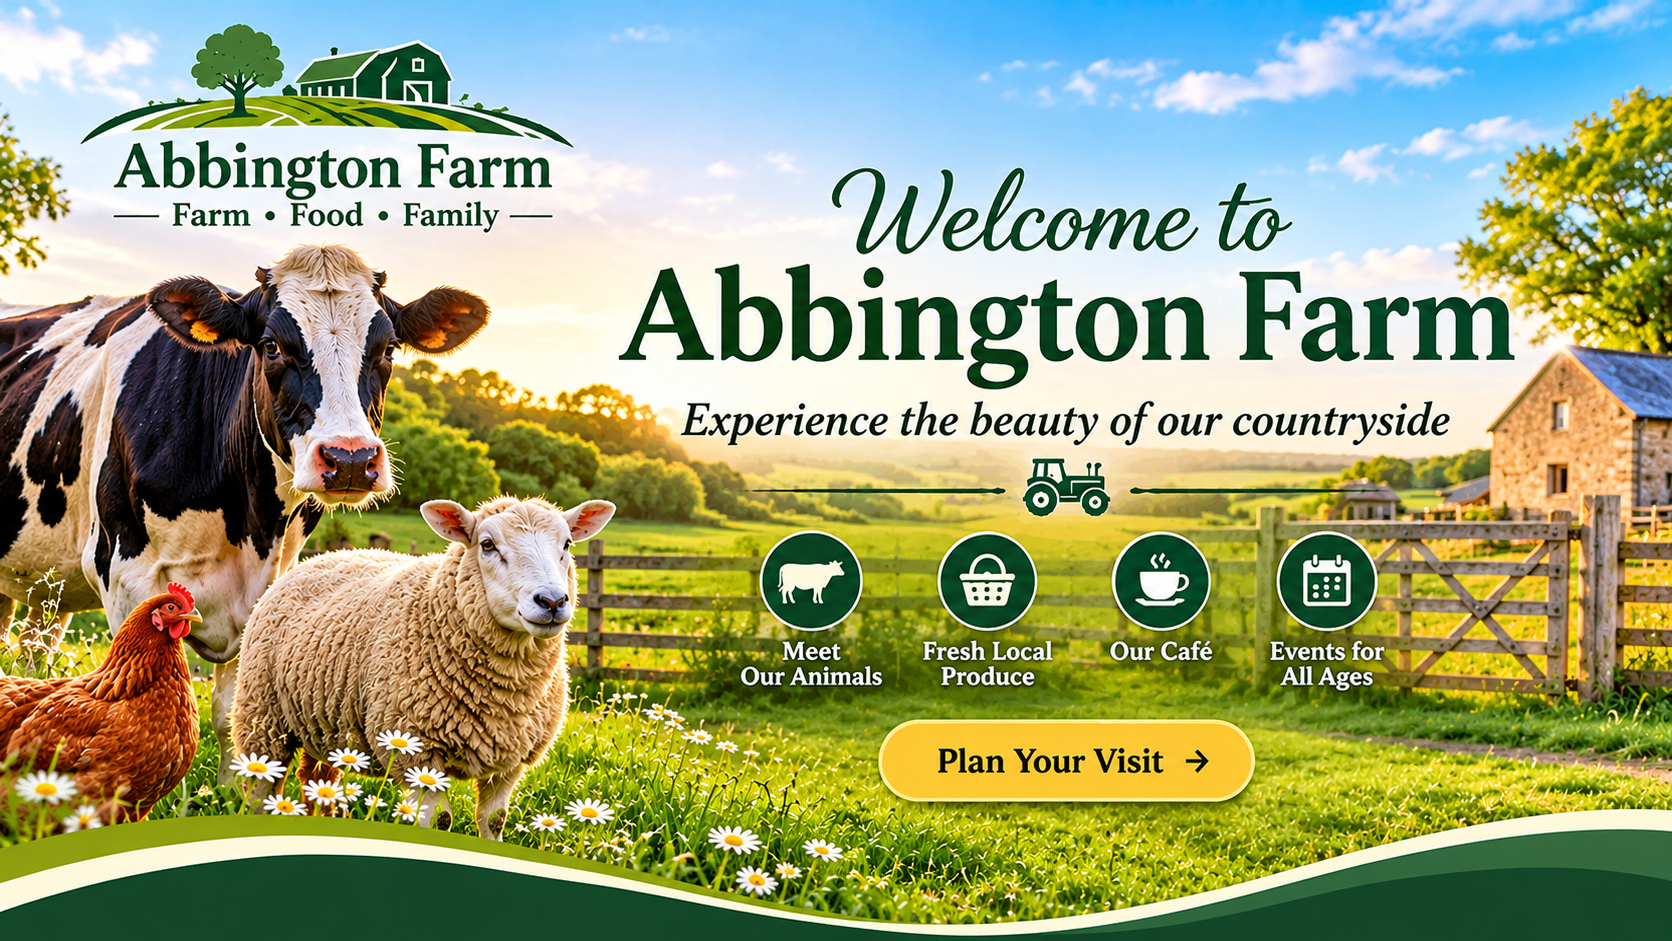 Abbington Farm
Farm • Food • Family
Welcome to
Abbington Farm
Experience the beauty of our countryside
Meet
Our Animals
Fresh Local
Produce
Our Café
Events for
All Ages
Plan Your Visit →